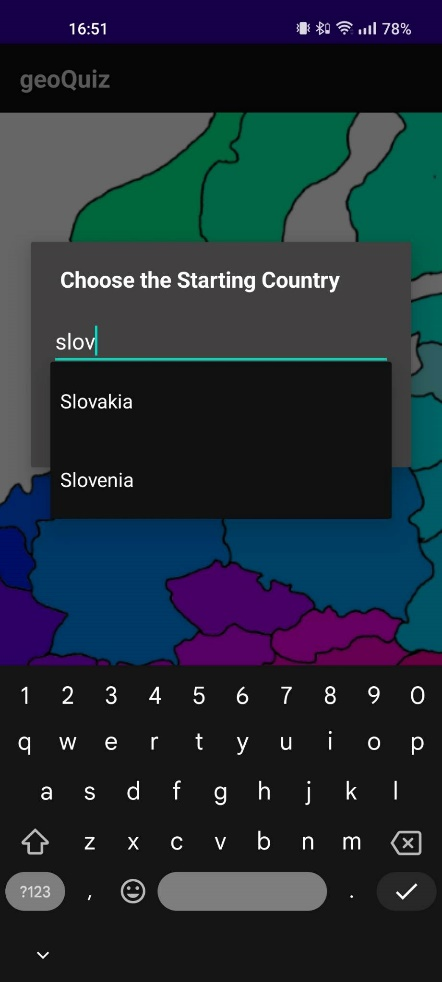 16:51 78%
geoQuiz
Choose the Starting Country
slov
Slovakia
Slovenia
1 2 3 4 5 6 7 8 9 0
q w e r t y u i o p
a s d f g h j k l
z x c v b n m
?123 , .